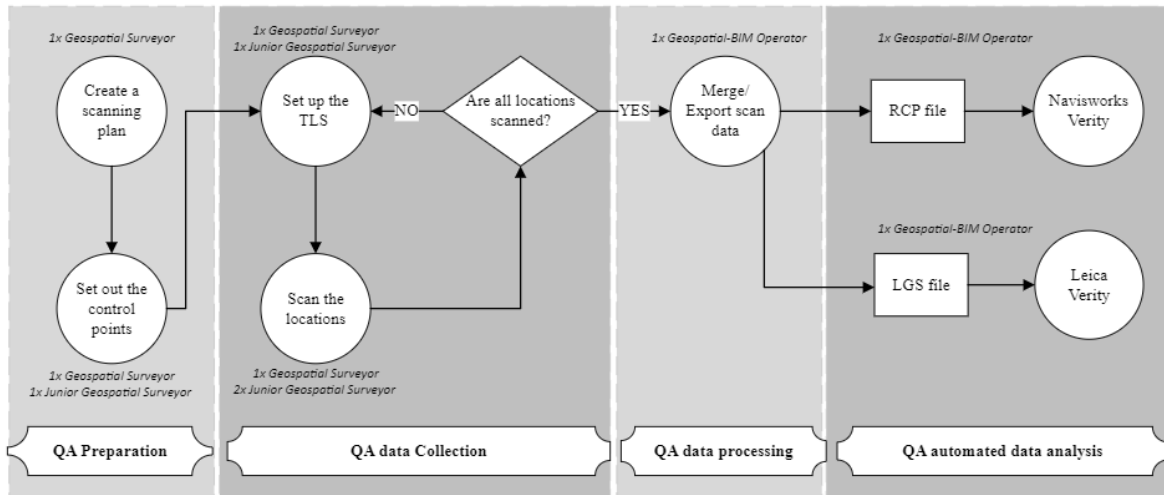 1x Geospatial Surveyor
Create a
scanning
plan
Set out the
control
points
1x Geospatial Surveyor
1x Junior Geospatial Surveyor
QA Preparation
1x Geospatial Surveyor
1x Junior Geospatial Surveyor
Set up the
TLS
NO
Are all locations
scanned?
YES
Scan the
locations
1x Geospatial Surveyor
2x Junior Geospatial Surveyor
QA data Collection
1x Geospatial-BIM Operator
Merge/
Export scan
data
QA data processing
1x Geospatial-BIM Operator
RCP file
Navisworks
Verity
1x Geospatial-BIM Operator
LGS file
Leica
Verity
QA automated data analysis